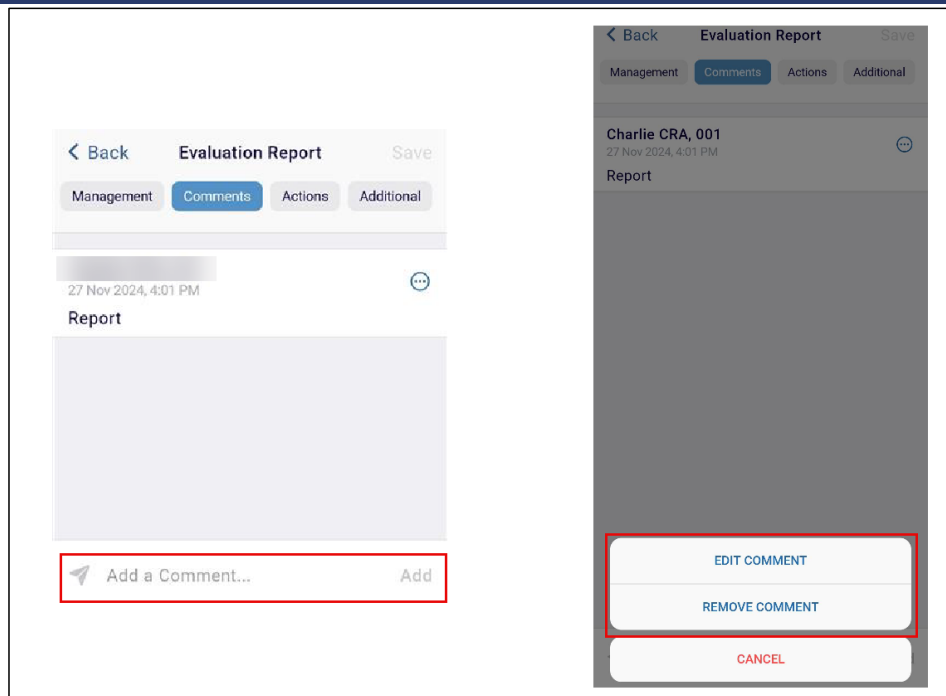 Back Evaluation Report Save
Management Comments Actions Additional
27 Nov 2024, 4:01 PM
Report
Add a Comment... Add
Back Evaluation Report Save
Management Comments Actions Additional
Charlie CRA, 001
27 Nov 2024, 4:01 PM
Report
EDIT COMMENT
REMOVE COMMENT
CANCEL